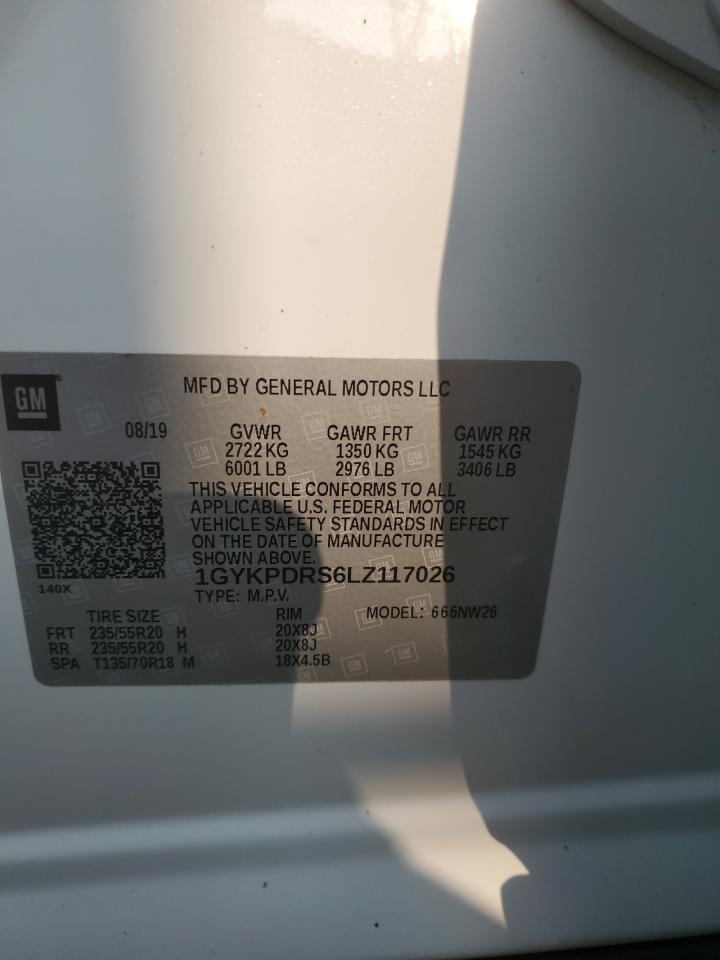 GM
MFD BY GENERAL MOTORS LLC
08/19
GVWR GAWR FRT GAWR RR
2722 KG 1350 KG 1545 KG
6001 LB 2976 LB 3406 LB
THIS VEHICLE CONFORMS TO ALL
APPLICABLE U.S. FEDERAL MOTOR
VEHICLE SAFETY STANDARDS IN EFFECT
ON THE DATE OF MANUFACTURE
SHOWN ABOVE.
1GYKPDRS6LZ117026
140X
TYPE: M.P.V.
TIRE SIZE RIM MODEL: 666NW26
FRT 235/55R20 H 20X8J
RR 235/55R20 H 20X8J
SPA T135/70R18 M 18X4.5B